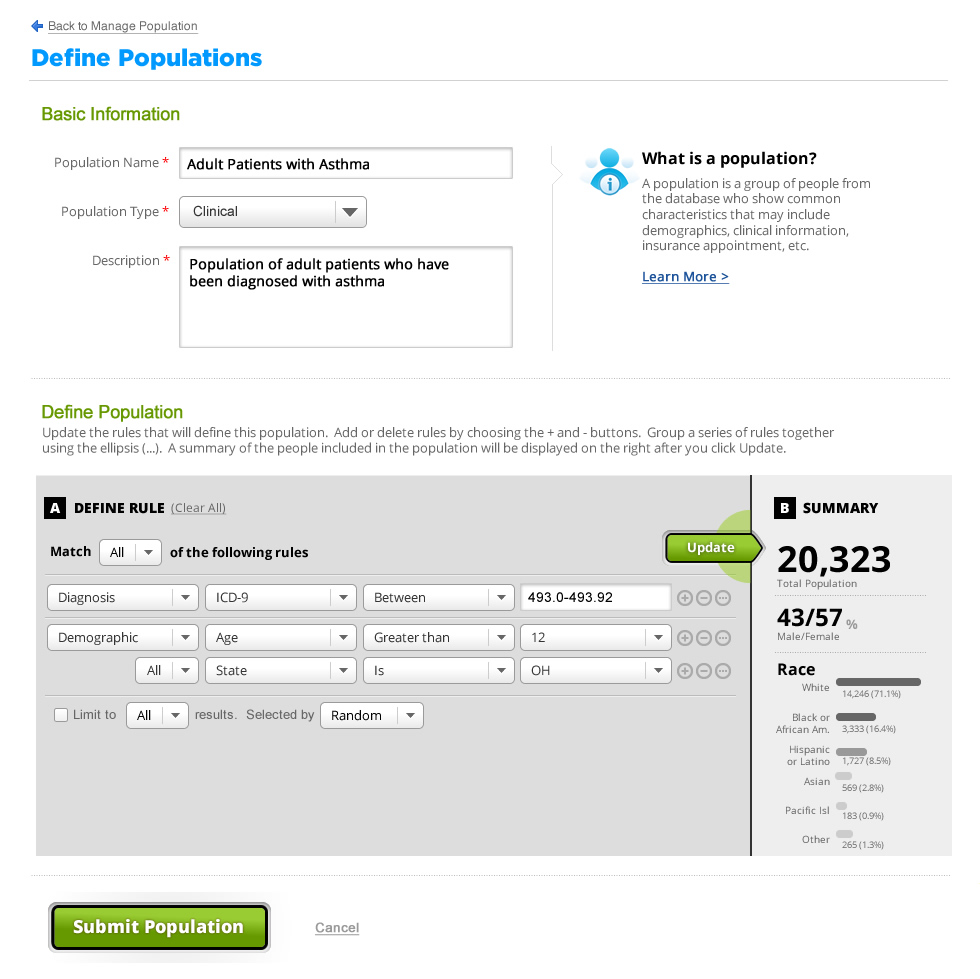 Back to Manage Population
Define Populations
Basic Information
Population Name *
Adult Patients with Asthma
Population Type *
Clinical
Description *
Population of adult patients who have
been diagnosed with asthma
What is a population?
A population is a group of people from
the database who show common
characteristics that may include
demographics, clinical information,
insurance appointment, etc.
Learn More >
Define Population
Update the rules that will define this population. Add or delete rules by choosing the + and - buttons. Group a series of rules together
using the ellipsis (...). A summary of the people included in the population will be displayed on the right after you click Update.
A DEFINE RULE (Clear All)
Match All of the following rules
Update
Diagnosis ICD-9 Between 493.0-493.92
Demographic Age Greater than 12
All State Is OH
Limit to All results. Selected by Random
B SUMMARY
20,323
Total Population
43/57 %
Male/Female
Race
White
14,246 (71.1%)
Black or
African Am.
3,333 (16.4%)
Hispanic
or Latino
1,727 (8.5%)
Asian
569 (2.8%)
Pacific Isl
183 (0.9%)
Other
265 (1.3%)
Submit Population
Cancel